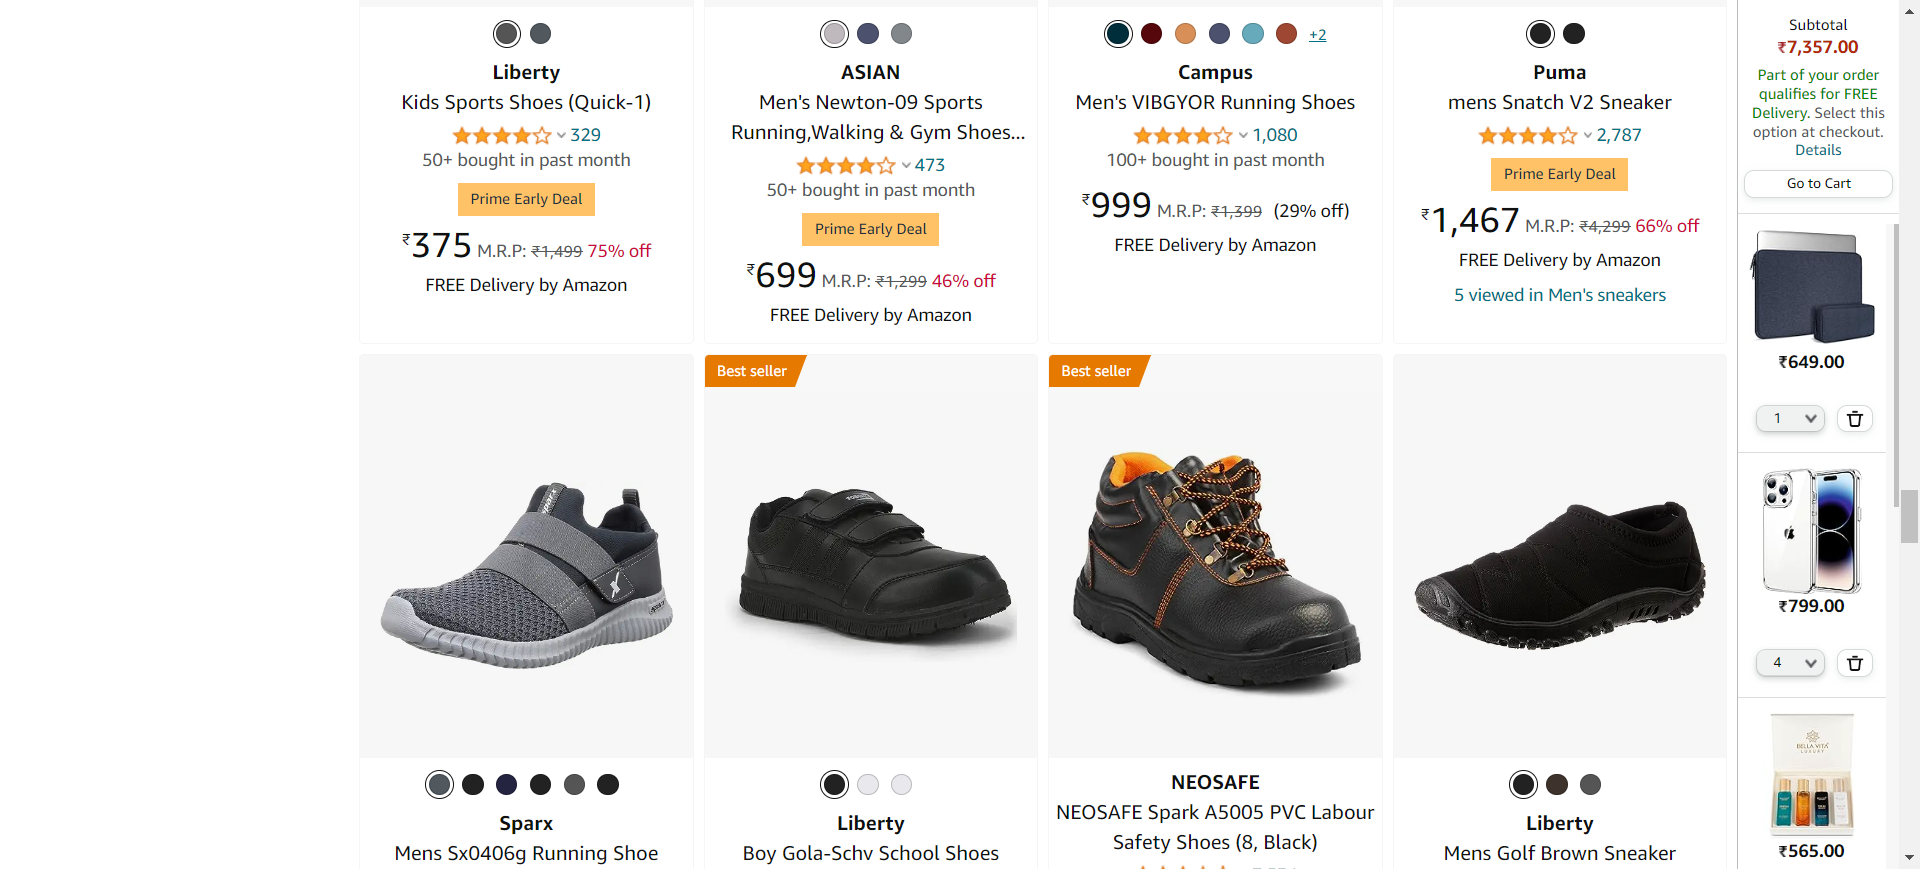 Liberty
Kids Sports Shoes (Quick-1)
329
50+ bought in past month
Prime Early Deal
₹375 M.R.P: ₹1,499 75% off
FREE Delivery by Amazon
ASIAN
Men's Newton-09 Sports
Running,Walking & Gym Shoes...
473
50+ bought in past month
Prime Early Deal
₹699 M.R.P: ₹1,299 46% off
FREE Delivery by Amazon
+2
Campus
Men's VIBGYOR Running Shoes
1,080
100+ bought in past month
₹999 M.R.P: ₹1,399 (29% off)
FREE Delivery by Amazon
Puma
mens Snatch V2 Sneaker
2,787
Prime Early Deal
₹1,467 M.R.P: ₹4,299 66% off
FREE Delivery by Amazon
5 viewed in Men's sneakers
Sparx
Mens Sx0406g Running Shoe
Best seller
Liberty
Boy Gola-Schv School Shoes
Best seller
NEOSAFE
NEOSAFE Spark A5005 PVC Labour
Safety Shoes (8, Black)
Liberty
Mens Golf Brown Sneaker
Subtotal
₹7,357.00
Part of your order
qualifies for FREE
Delivery. Select this
option at checkout.
Details
Go to Cart
₹649.00
1
₹799.00
4
BELLA VITA
LUXURY
₹565.00